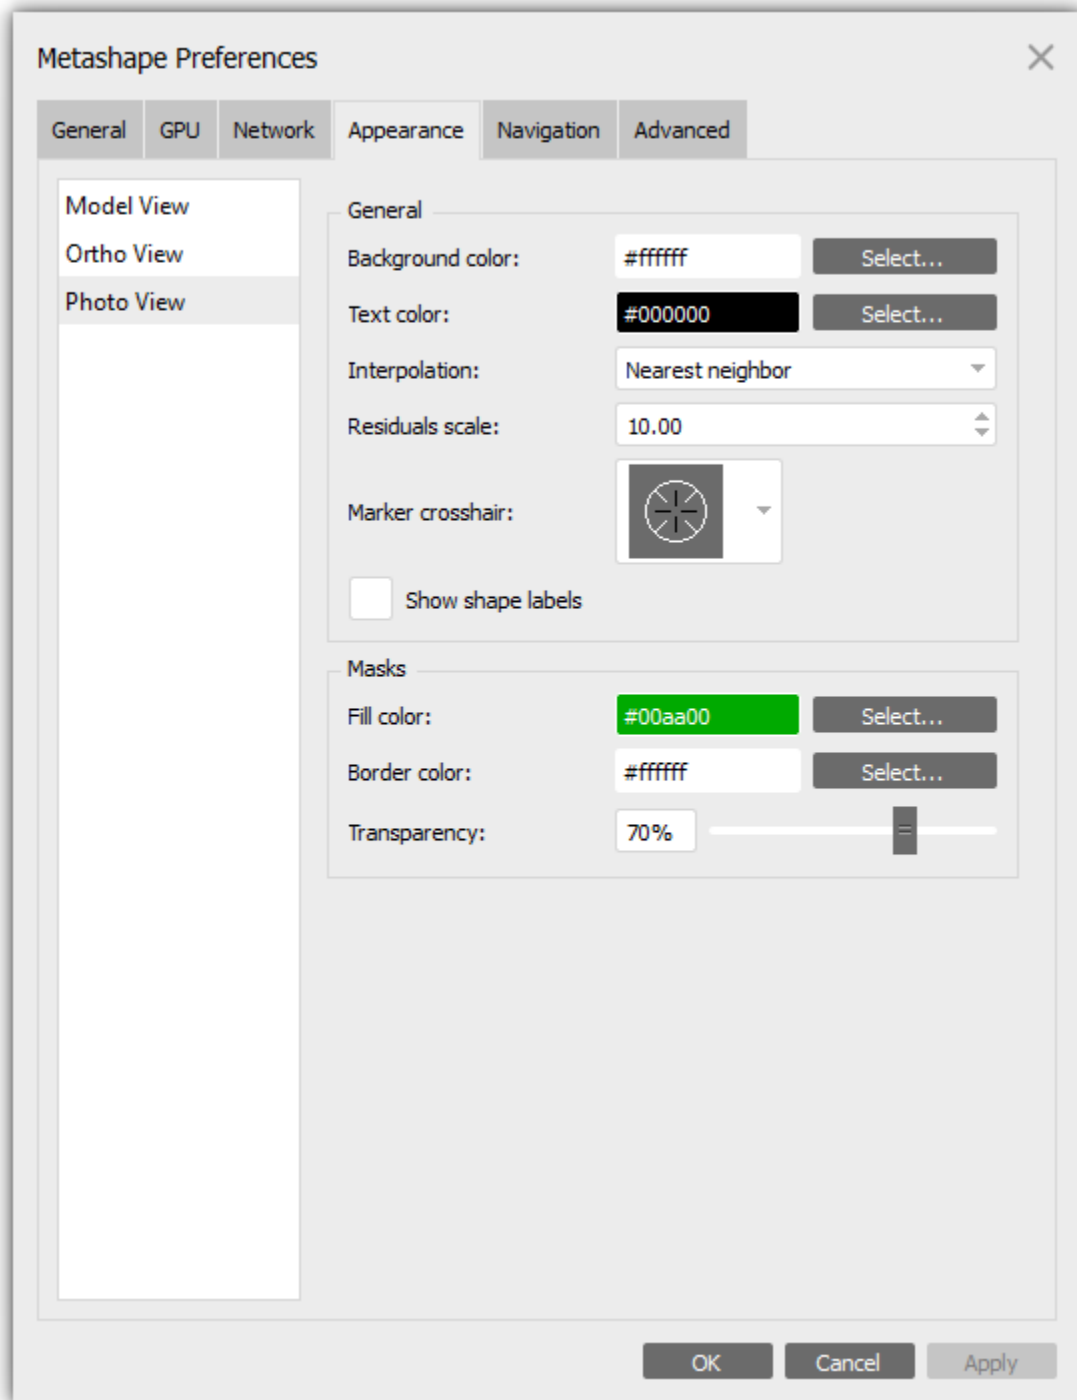 Metashape Preferences
General GPU Network Appearance Navigation Advanced
Model View
Ortho View
Photo View
General
Background color: #ffffff Select...
Text color: #000000 Select...
Interpolation: Nearest neighbor
Residuals scale: 10.00
Marker crosshair:
Show shape labels
Masks
Fill color: #00aa00 Select...
Border color: #ffffff Select...
Transparency: 70%
OK Cancel Apply